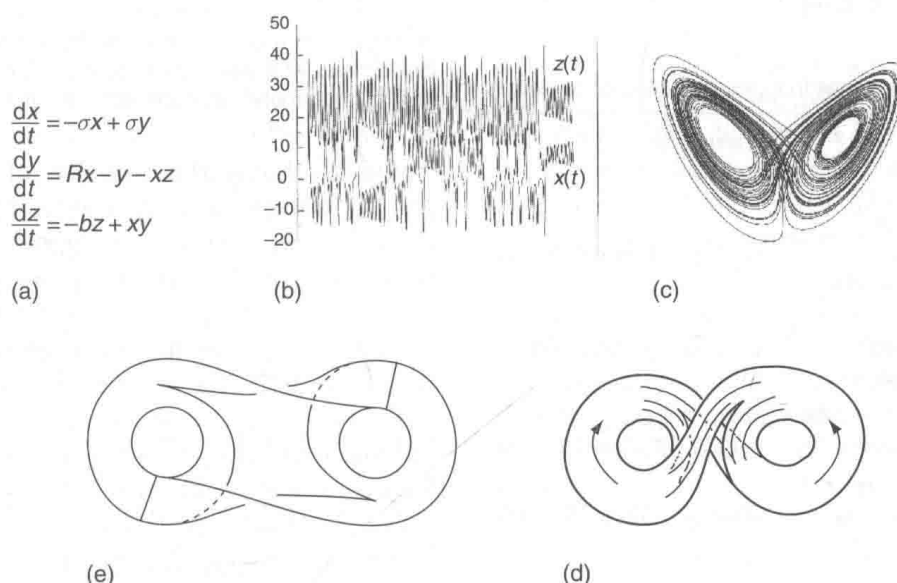 dx/dt = −σx + σy
dy/dt = Rx − y − xz
dz/dt = −bz + xy
(a)
50
40
30
20
10
0
−10
−20
z(t)
x(t)
(b)
(c)
(e)
(d)